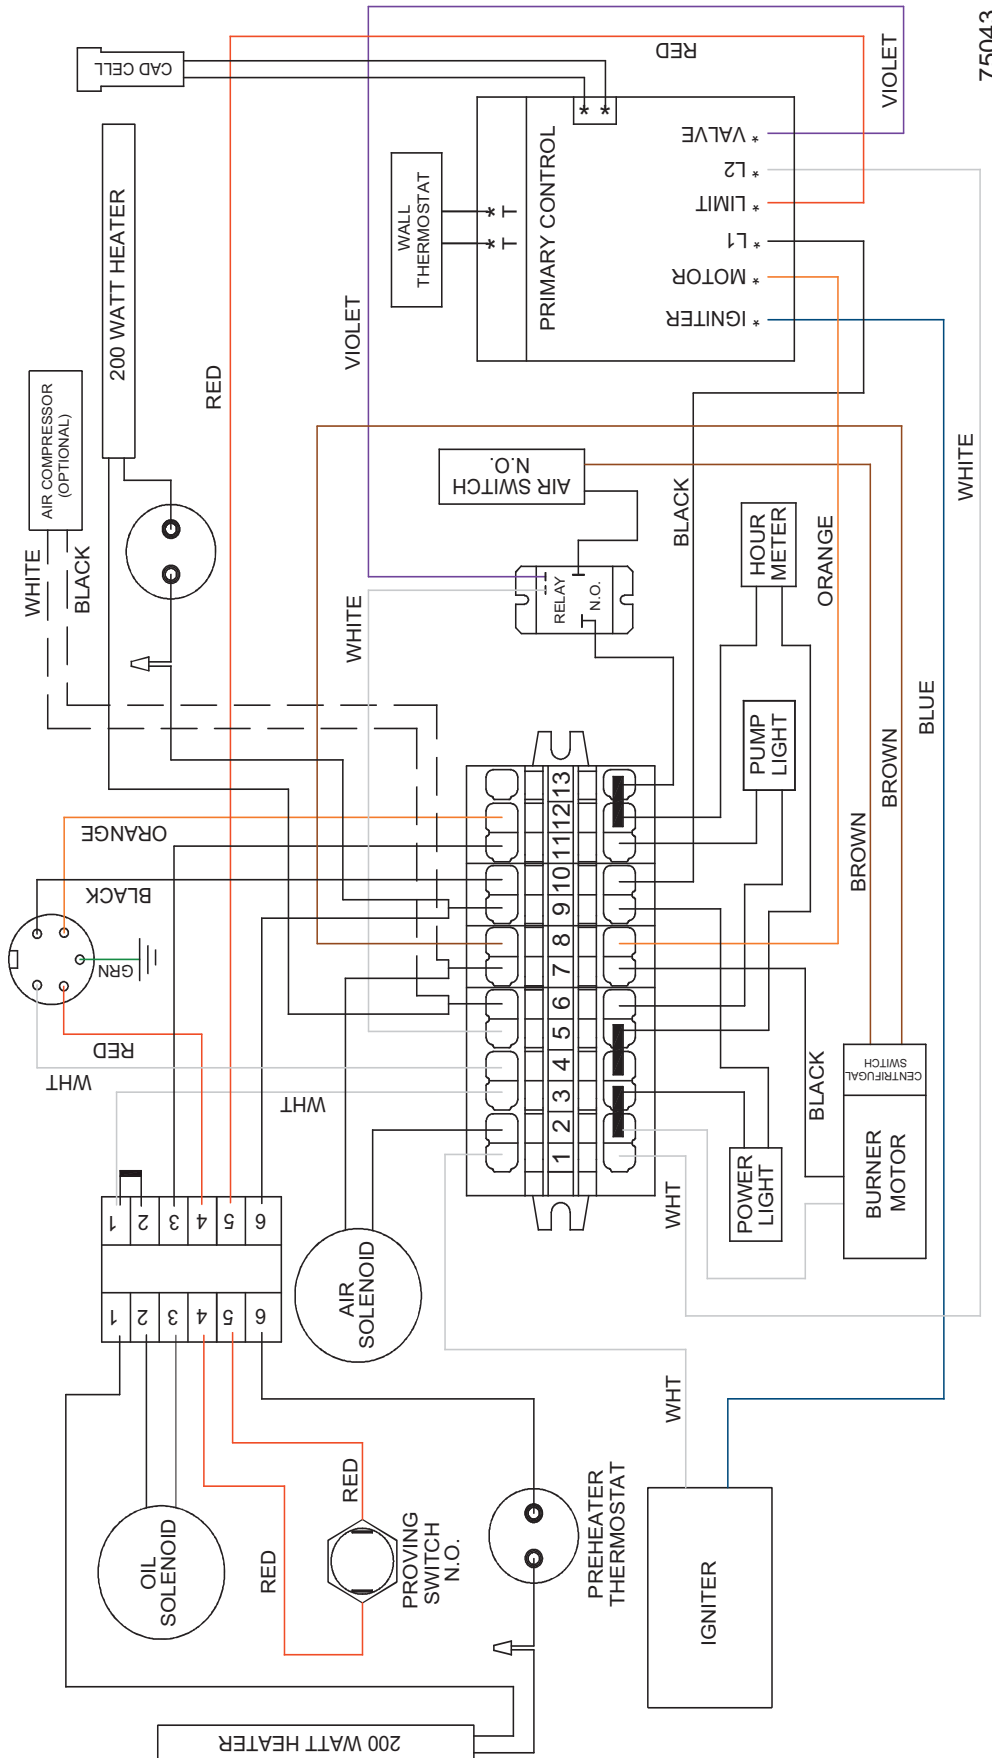 75043
CAD CELL
RED
VIOLET
200 WATT HEATER
WALL
THERMOSTAT
* T
* T
PRIMARY CONTROL
* *
* VALVE
* L2
* LIMIT
* L1
* MOTOR
* IGNITER
AIR COMPRESSOR
(OPTIONAL)
RED
VIOLET
WHITE
BLACK
AIR SWITCH
N.O.
BLACK
WHITE
HOUR
METER
ORANGE
RELAY
N.O.
WHITE
BLUE
PUMP
LIGHT
BROWN
BROWN
ORANGE
BLACK
GRN
RED
WHT
WHT
13
12
11
10
9
8
7
6
5
4
3
2
1
BLACK
CENTRIFUGAL
SWITCH
BURNER
MOTOR
POWER
LIGHT
WHT
1
2
3
4
5
6
1
2
3
4
5
6
AIR
SOLENOID
WHT
OIL
SOLENOID
RED
RED
PROVING
SWITCH
N.O.
PREHEATER
THERMOSTAT
IGNITER
200 WATT HEATER